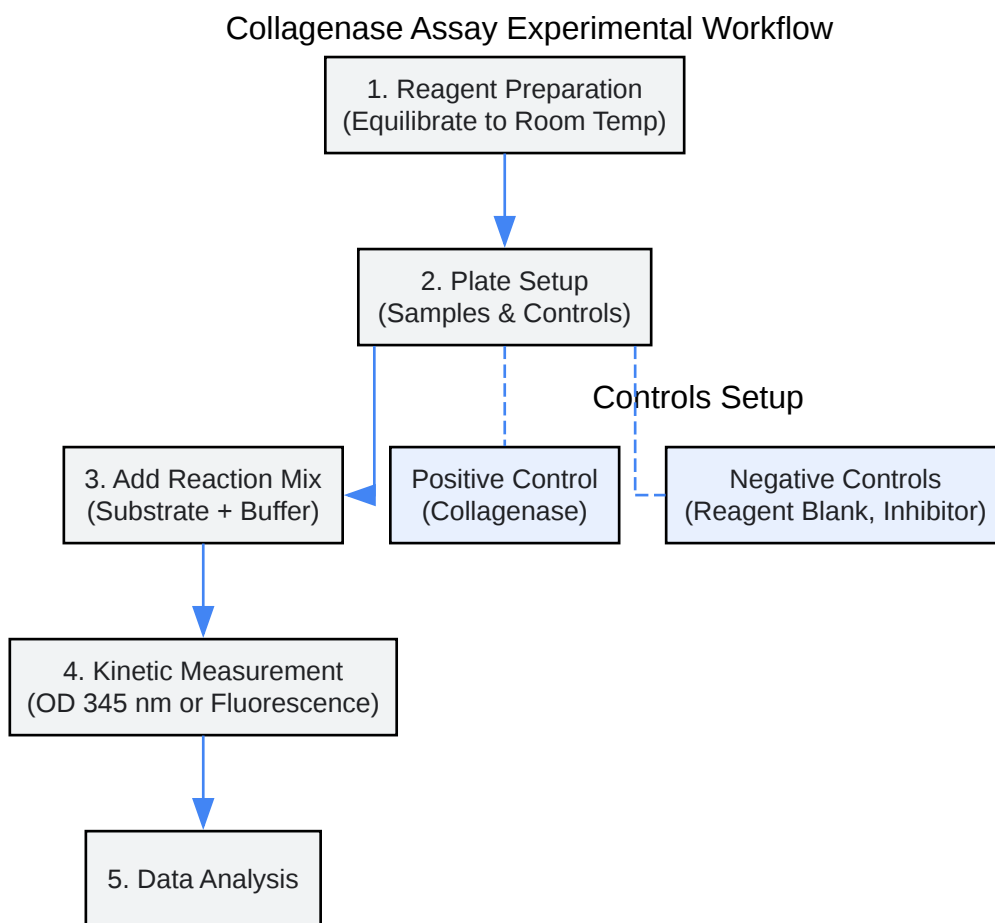 Collagenase Assay Experimental Workflow
1. Reagent Preparation
(Equilibrate to Room Temp)
2. Plate Setup
(Samples & Controls)
Controls Setup
3. Add Reaction Mix
(Substrate + Buffer)
Positive Control
(Collagenase)
Negative Controls
(Reagent Blank, Inhibitor)
4. Kinetic Measurement
(OD 345 nm or Fluorescence)
5. Data Analysis